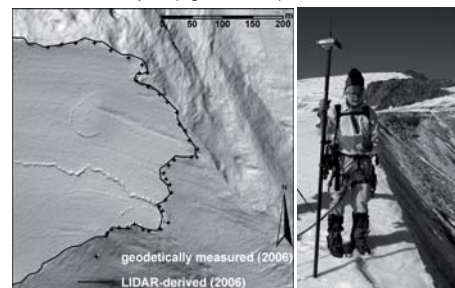 m
0 50 100 150 200
N
geodetically measured (2006)
LIDAR-derived (2006)